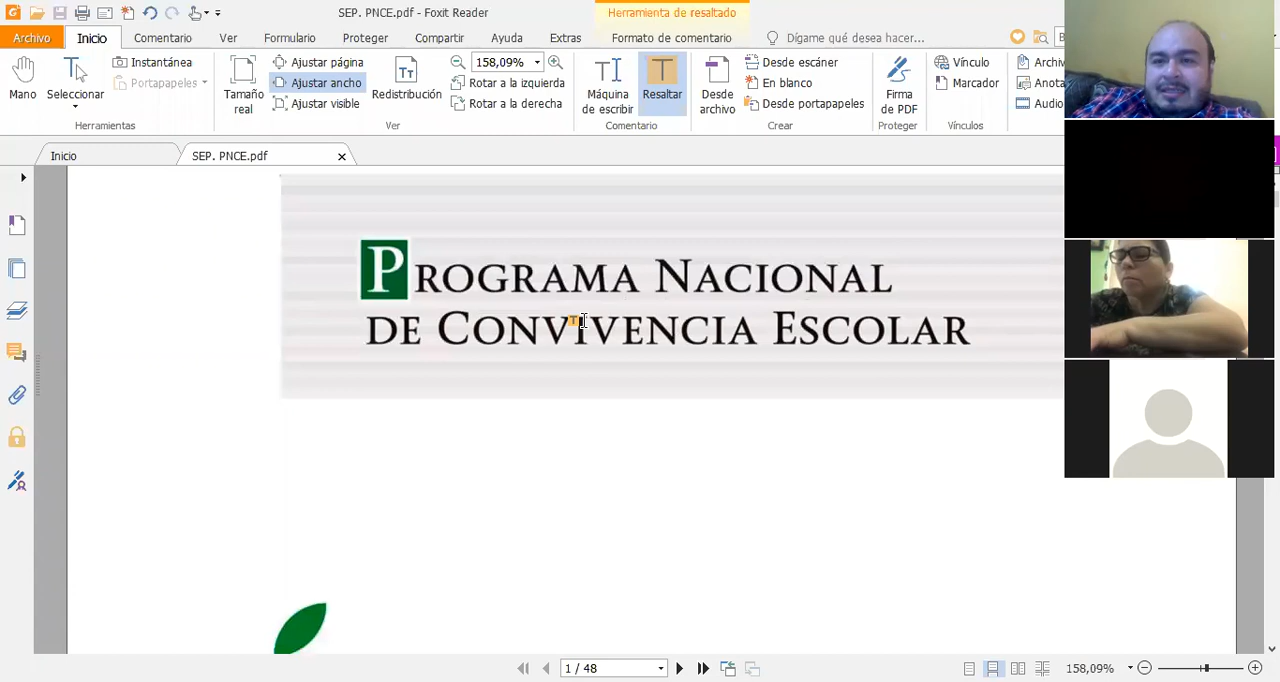 SEP. PNCE.pdf - Foxit Reader
Herramienta de resaltado
Archivo
Inicio
Comentario
Ver
Formulario
Proteger
Compartir
Ayuda
Extras
Formato de comentario
Dígame qué desea hacer...
Mano
Seleccionar
Instantánea
Portapapeles
Herramientas
Tamaño real
Ajustar página
Ajustar ancho
Ajustar visible
Redistribución
158,09%
Rotar a la izquierda
Rotar a la derecha
Ver
Máquina de escribir
Resaltar
Comentario
Desde archivo
Desde escáner
En blanco
Desde portapapeles
Crear
Firma de PDF
Proteger
Vínculo
Marcador
Vínculos
Archiv
Anota
Audio
Inicio
SEP. PNCE.pdf
PROGRAMA NACIONAL
DE CONVIVENCIA ESCOLAR
1 / 48
158,09%